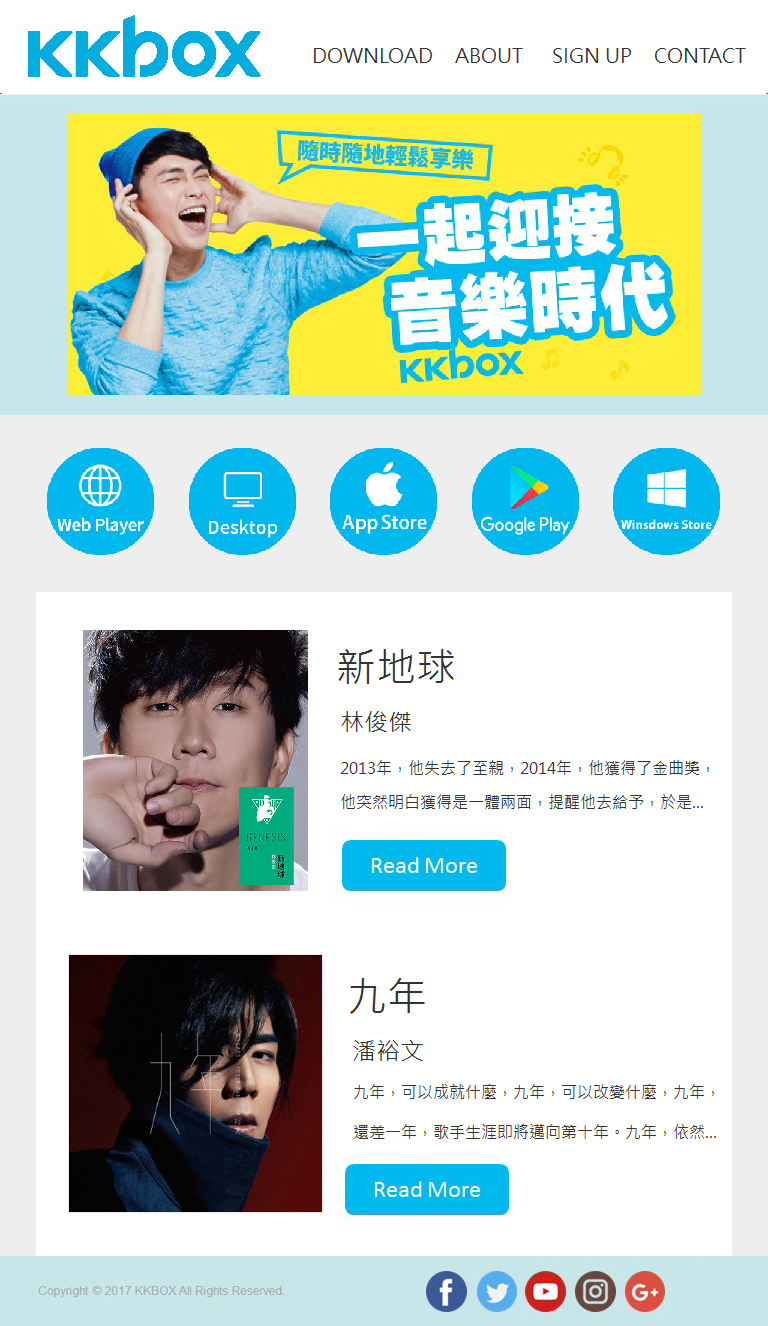 kkbox
DOWNLOAD ABOUT SIGN UP CONTACT
隨時隨地輕鬆享樂
一起迎接
音樂時代
kkbox
Web Player
Desktop
App Store
Google Play
Winsdows Store
新地球
林俊傑
2013年，他失去了至親，2014年，他獲得了金曲獎，
他突然明白獲得是一體兩面，提醒他去給予，於是...
GENESIS
新地球
Read More
九年
潘裕文
九年，可以成就什麼，九年，可以改變什麼，九年，
還差一年，歌手生涯即將邁向第十年。九年，依然...
Read More
Copyright © 2017 KKBOX All Rights Reserved.
G+